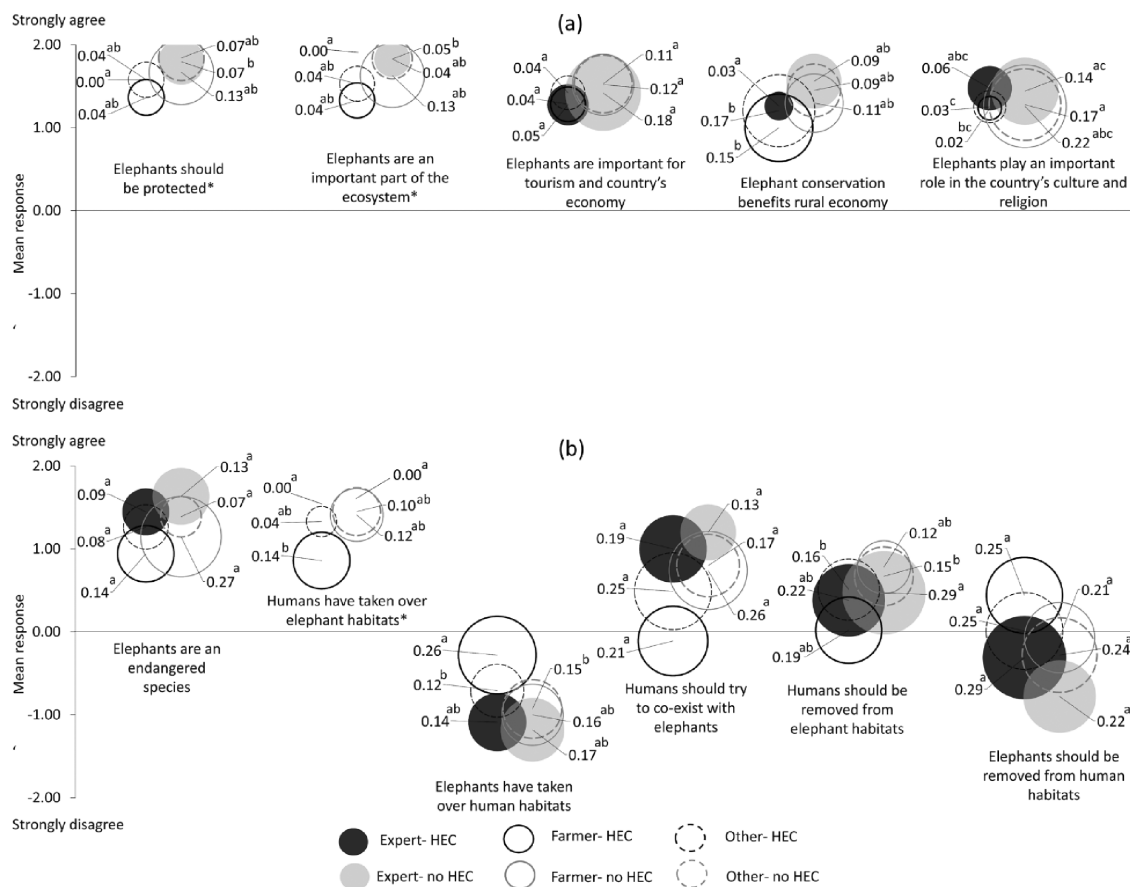 Strongly agree
(a)
2.00
1.00
0.00
-1.00
-2.00
Mean response
Strongly disagree
0.04ab
0.00a
0.04ab
0.07ab
0.07b
0.13ab
Elephants should
be protected*
0.00a
0.04ab
0.04ab
0.05b
0.04ab
0.13ab
Elephants are an
important part of the
ecosystem*
0.04a
0.04a
0.05a
0.11a
0.12a
0.18a
Elephants are important for
tourism and country's
economy
0.03a
0.17b
0.15b
0.09ab
0.09ab
0.11ab
Elephant conservation
benefits rural economy
0.06abc
0.03c
0.02bc
0.14ac
0.17a
0.22abc
Elephants play an important
role in the country's culture and
religion
Strongly agree
(b)
2.00
1.00
0.00
-1.00
-2.00
Mean response
Strongly disagree
0.09a
0.08a
0.14a
0.13a
0.07a
0.27a
Elephants are an
endangered
species
0.00a
0.04ab
0.14b
0.00a
0.10ab
0.12ab
Humans have taken over
elephant habitats*
0.26a
0.12b
0.14ab
0.15b
0.16ab
0.17ab
Elephants have taken
over human habitats
0.19a
0.25a
0.21a
0.13a
0.17a
0.26a
Humans should try
to co-exist with
elephants
0.16b
0.22ab
0.19ab
0.12ab
0.15b
0.29a
Humans should be
removed from
elephant habitats
0.25a
0.25a
0.29a
0.21a
0.24a
0.22a
Elephants should be
removed from human
habitats
Expert- HEC
Farmer- HEC
Other- HEC
Expert- no HEC
Farmer- no HEC
Other- no HEC